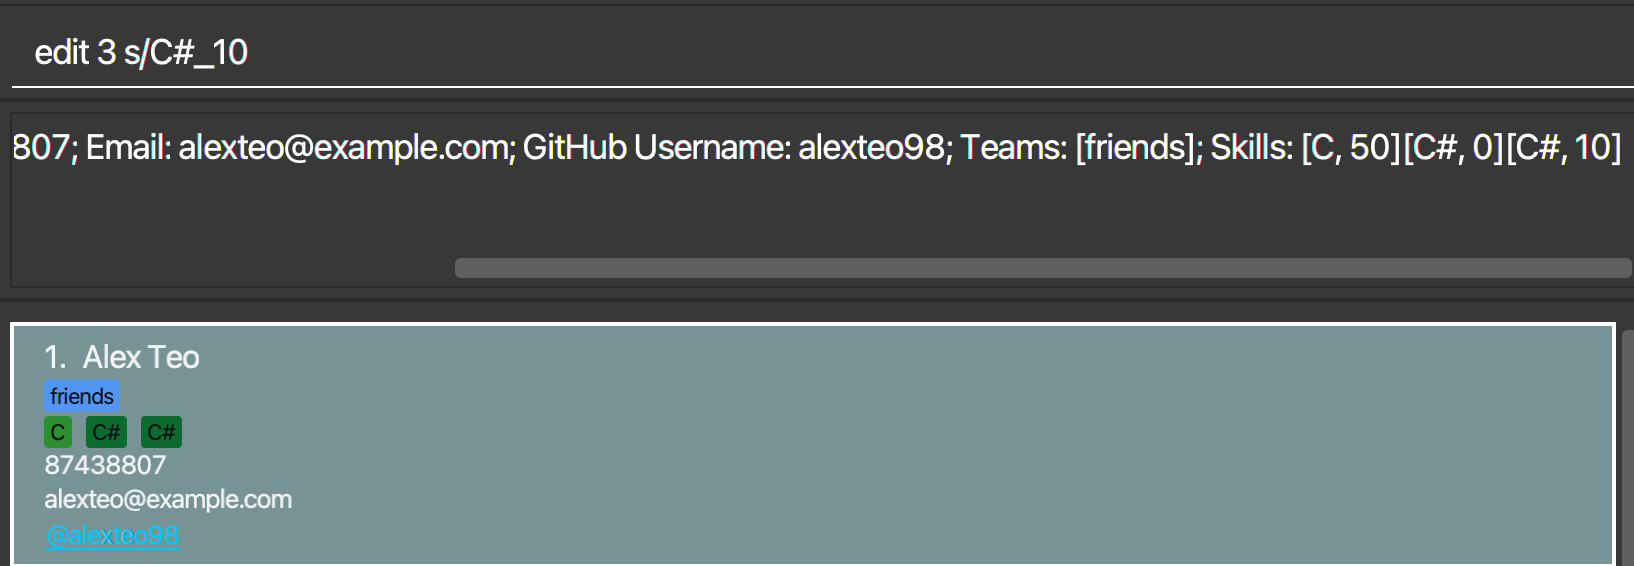 edit 3 s/C#_10
807; Email: alexteo@example.com; GitHub Username: alexteo98; Teams: [friends]; Skills: [C, 50][C#, 0][C#, 10]
1. Alex Teo
friends
C C# C#
87438807
alexteo@example.com
@alexteo98